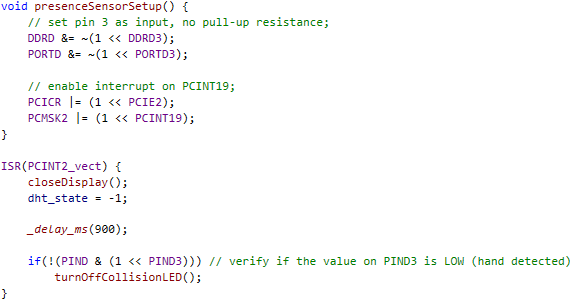 void presenceSensorSetup() {
    // set pin 3 as input, no pull-up resistance;
    DDRD &= ~(1 << DDRD3);
    PORTD &= ~(1 << PORTD3);

    // enable interrupt on PCINT19;
    PCICR |= (1 << PCIE2);
    PCMSK2 |= (1 << PCINT19);
}

ISR(PCINT2_vect) {
    closeDisplay();
    dht_state = -1;

    _delay_ms(900);

    if(!(PIND & (1 << PIND3))) // verify if the value on PIND3 is LOW (hand detected)
        turnOffCollisionLED();
}